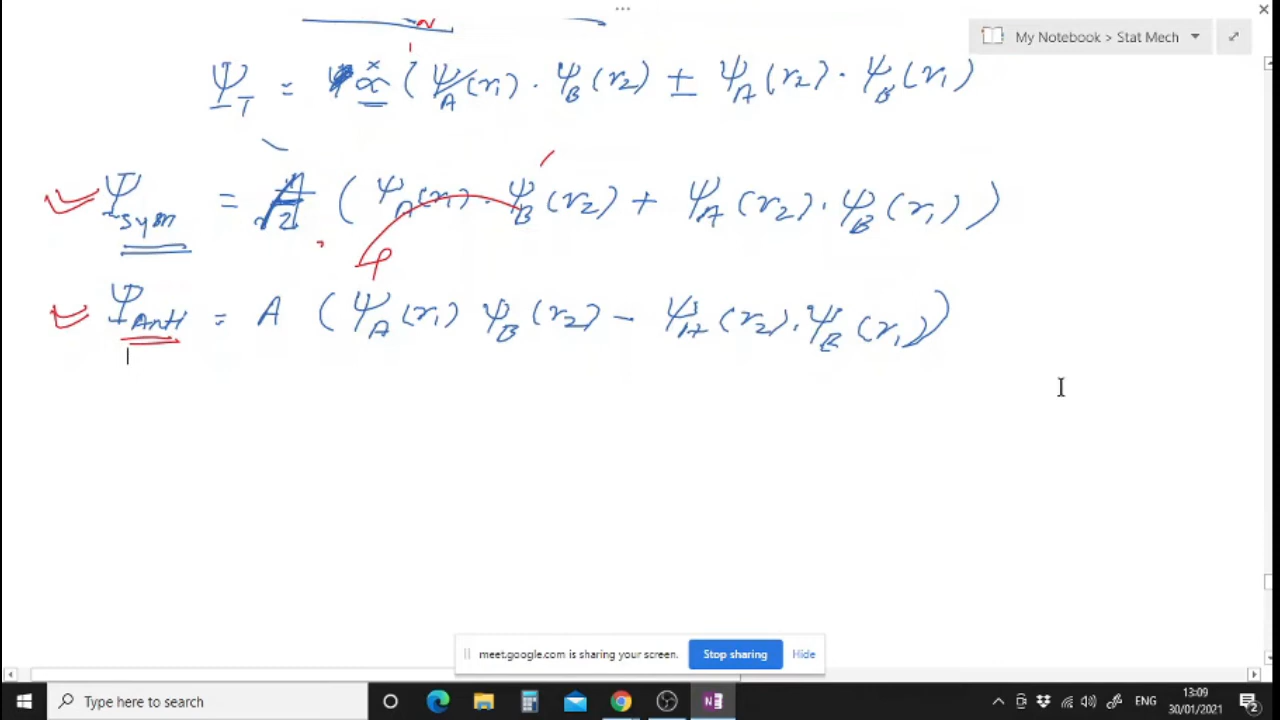 My Notebook > Stat Mech
Ψ_T = α (Ψ_A(r₁) · Ψ_B(r₂) ± Ψ_A(r₂) · Ψ_B(r₁)
Ψ_sym = (Ψ_A(r₁) · Ψ_B(r₂) + Ψ_A(r₂) · Ψ_B(r₁))
Ψ_Anti = A (Ψ_A(r₁) Ψ_B(r₂) − Ψ_A(r₂) · Ψ_B(r₁))
meet.google.com is sharing your screen. Stop sharing Hide
Type here to search
ENG
13:09
30/01/2021
2